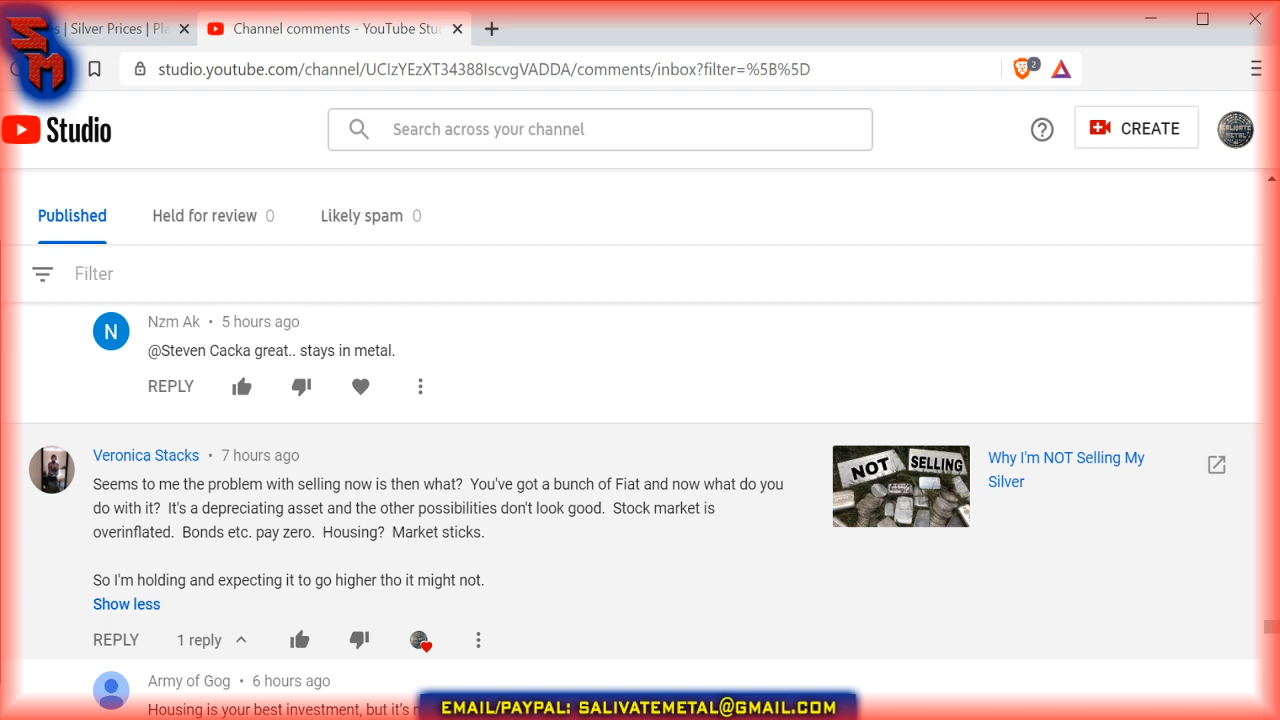 s | Silver Prices | Pla
Channel comments - YouTube Stu
SM
studio.youtube.com/channel/UCIzYEzXT34388IscvgVADDA/comments/inbox?filter=%5B%5D
2
Studio
Search across your channel
CREATE
SALIVATE METAL
Published
Held for review 0
Likely spam 0
Filter
N
Nzm Ak • 5 hours ago
@Steven Cacka great.. stays in metal.
REPLY
Veronica Stacks • 7 hours ago
Seems to me the problem with selling now is then what? You've got a bunch of Fiat and now what do you
do with it? It's a depreciating asset and the other possibilities don't look good. Stock market is
overinflated. Bonds etc. pay zero. Housing? Market sticks.
So I'm holding and expecting it to go higher tho it might not.
Show less
REPLY 1 reply
NOT SELLING
Why I'm NOT Selling My
Silver
Army of Gog • 6 hours ago
Housing is your best investment, but it's
EMAIL/PAYPAL: SALIVATEMETAL@GMAIL.COM